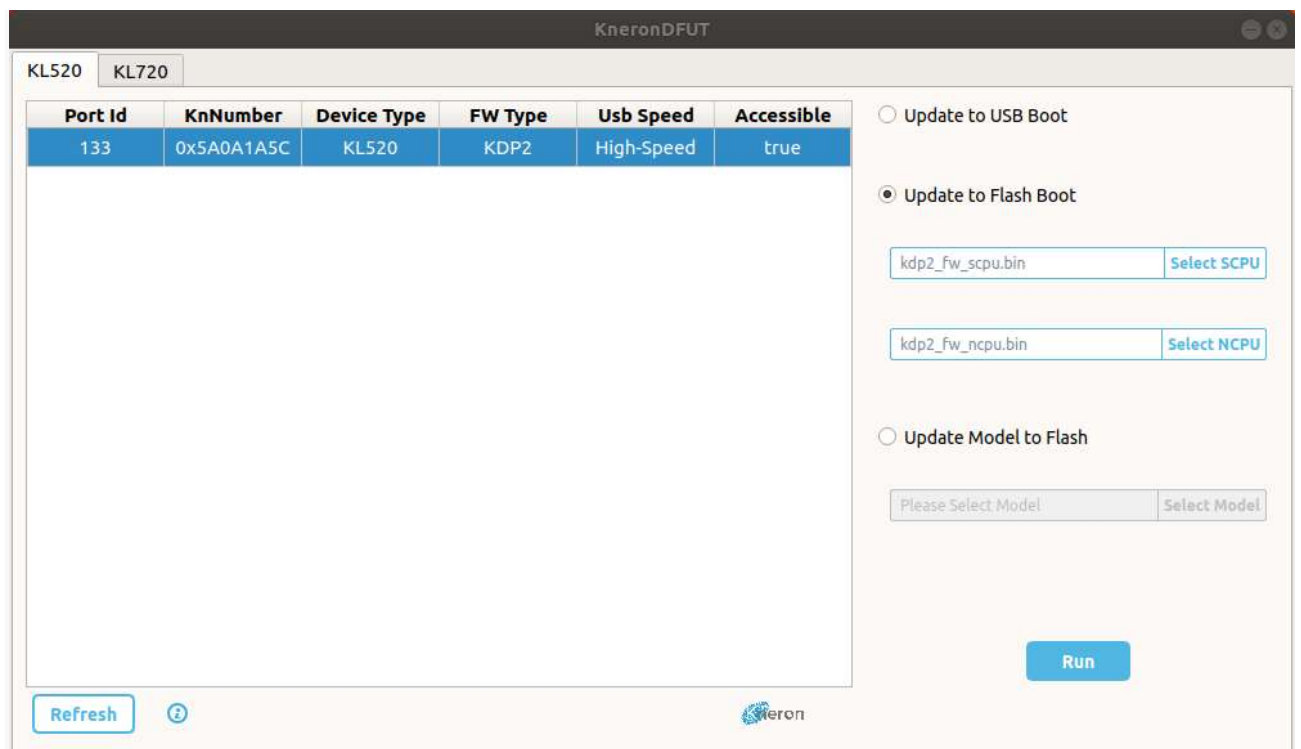 KneronDFUT
KL520 KL720
Port Id KnNumber Device Type FW Type Usb Speed Accessible
133 0x5A0A1A5C KL520 KDP2 High-Speed true
Update to USB Boot
Update to Flash Boot
kdp2_fw_scpu.bin Select SCPU
kdp2_fw_ncpu.bin Select NCPU
Update Model to Flash
Please Select Model Select Model
Run
Refresh
Kneron